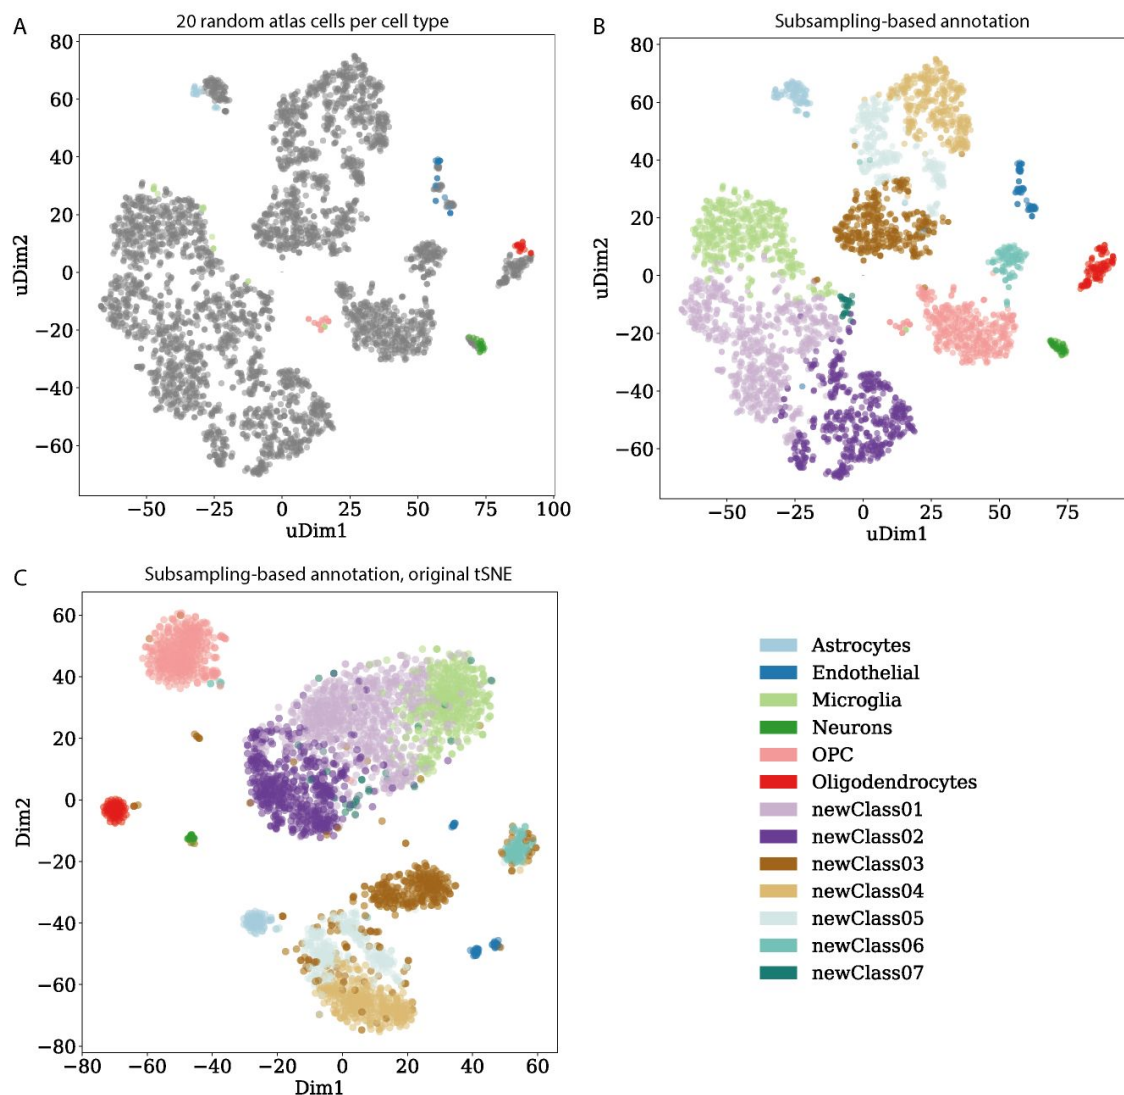 A
20 random atlas cells per cell type
80
60
40
20
0
−20
−40
−60
uDim2
−50
−25
0
25
50
75
100
uDim1
B
Subsampling-based annotation
80
60
40
20
0
−20
−40
−60
uDim2
−50
−25
0
25
50
75
uDim1
C
Subsampling-based annotation, original tSNE
60
40
20
0
−20
−40
−60
−80
Dim2
−80
−60
−40
−20
0
20
40
60
Dim1
Astrocytes
Endothelial
Microglia
Neurons
OPC
Oligodendrocytes
newClass01
newClass02
newClass03
newClass04
newClass05
newClass06
newClass07